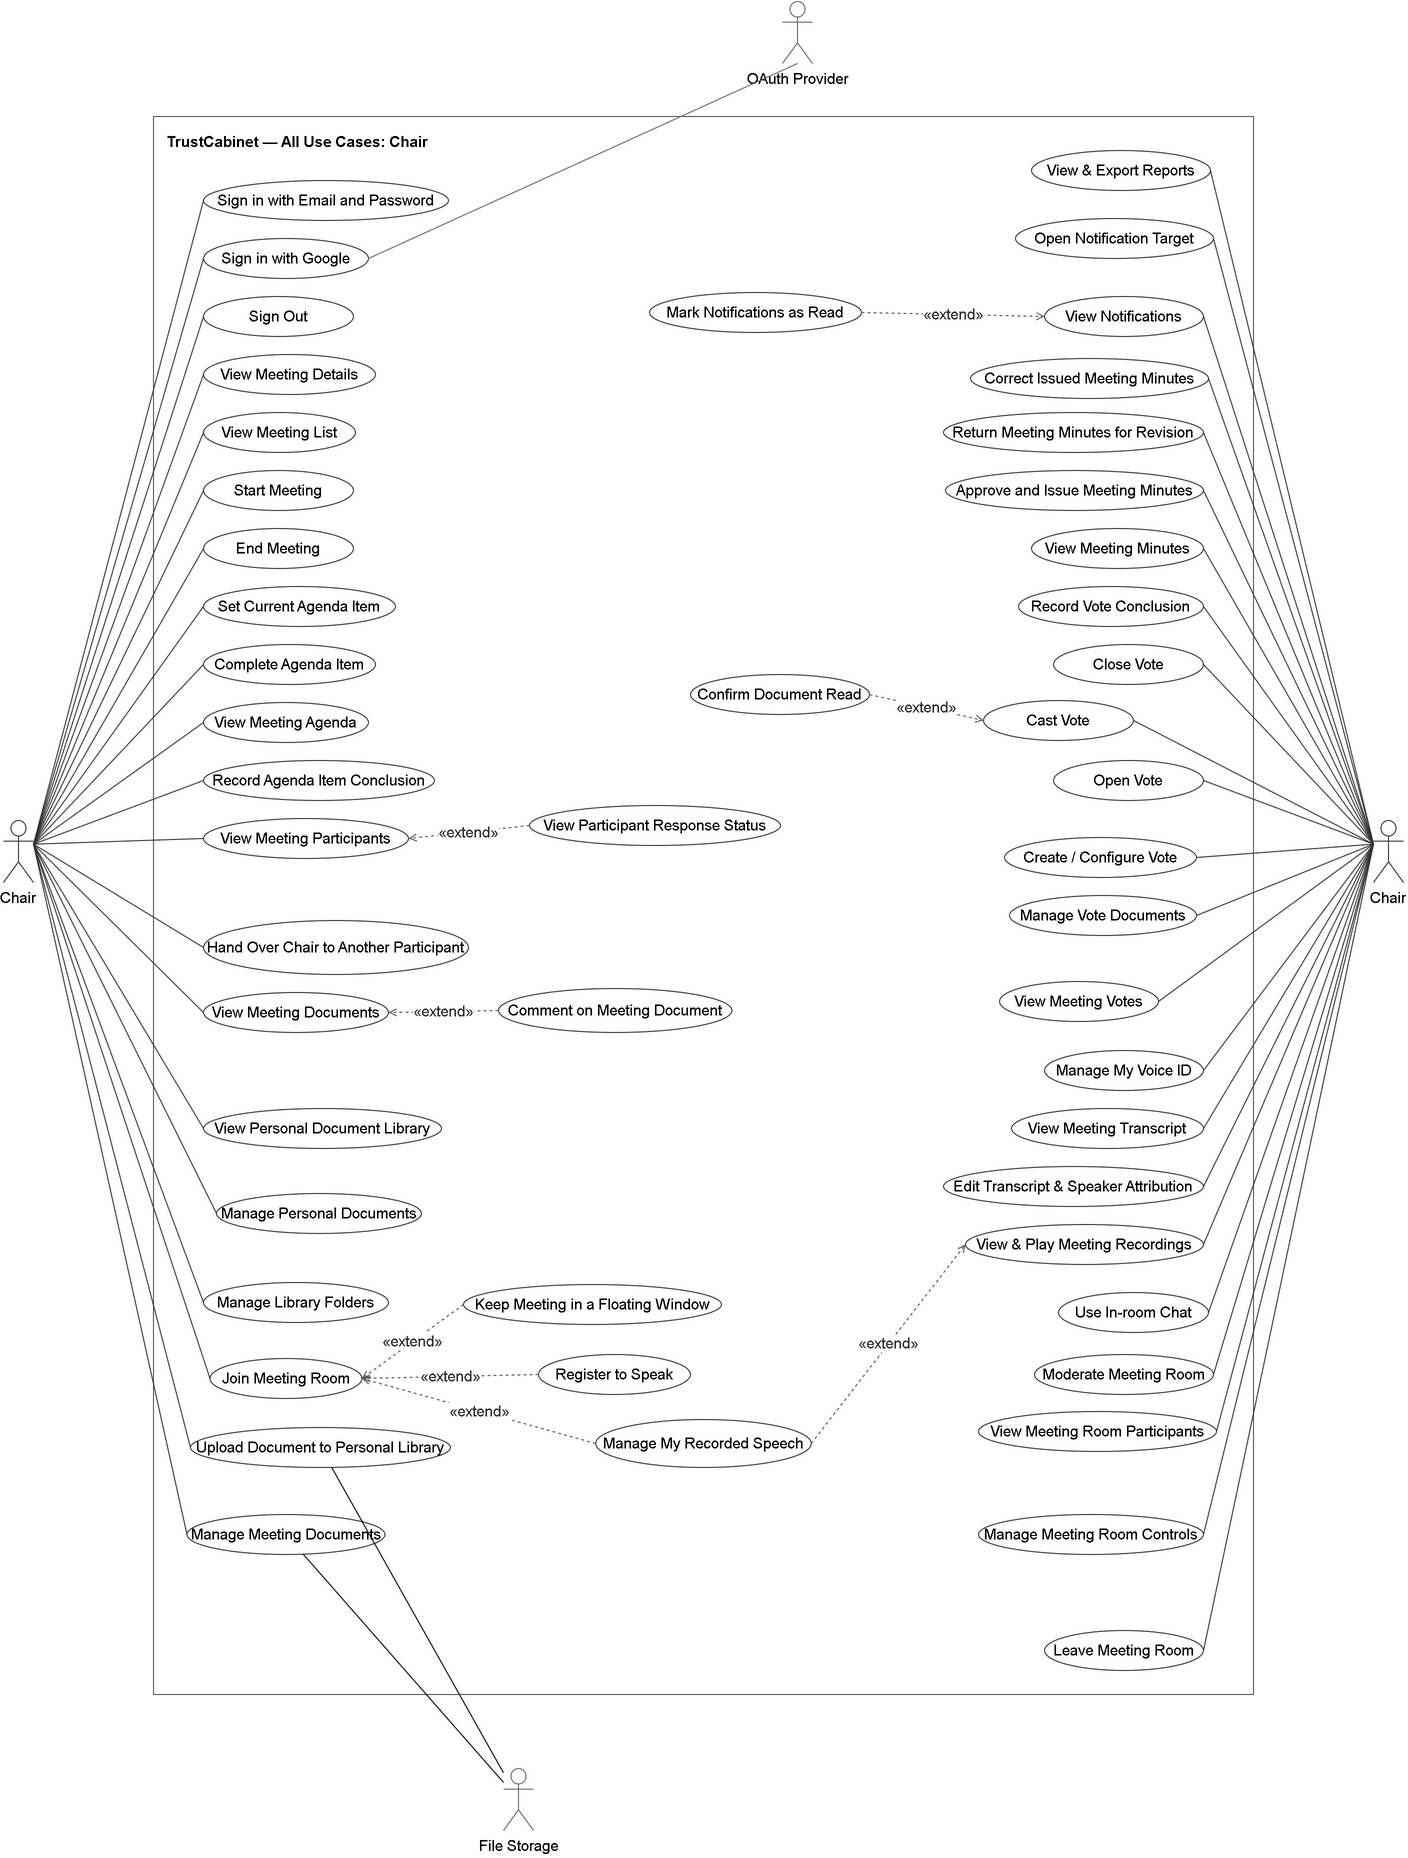 OAuth Provider
TrustCabinet — All Use Cases: Chair
Sign in with Email and Password
Sign in with Google
Sign Out
View Meeting Details
View Meeting List
Start Meeting
End Meeting
Set Current Agenda Item
Complete Agenda Item
View Meeting Agenda
Record Agenda Item Conclusion
View Meeting Participants
«extend»
View Participant Response Status
Chair
Hand Over Chair to Another Participant
View Meeting Documents
«extend»
Comment on Meeting Document
View Personal Document Library
Manage Personal Documents
Manage Library Folders
Keep Meeting in a Floating Window
«extend»
Join Meeting Room
«extend»
Register to Speak
«extend»
Manage My Recorded Speech
Upload Document to Personal Library
Manage Meeting Documents
View & Export Reports
Open Notification Target
Mark Notifications as Read
«extend»
View Notifications
Correct Issued Meeting Minutes
Return Meeting Minutes for Revision
Approve and Issue Meeting Minutes
View Meeting Minutes
Record Vote Conclusion
Close Vote
Confirm Document Read
«extend»
Cast Vote
Open Vote
Create / Configure Vote
Chair
Manage Vote Documents
View Meeting Votes
Manage My Voice ID
View Meeting Transcript
Edit Transcript & Speaker Attribution
View & Play Meeting Recordings
«extend»
Use In-room Chat
Moderate Meeting Room
View Meeting Room Participants
Manage Meeting Room Controls
Leave Meeting Room
File Storage